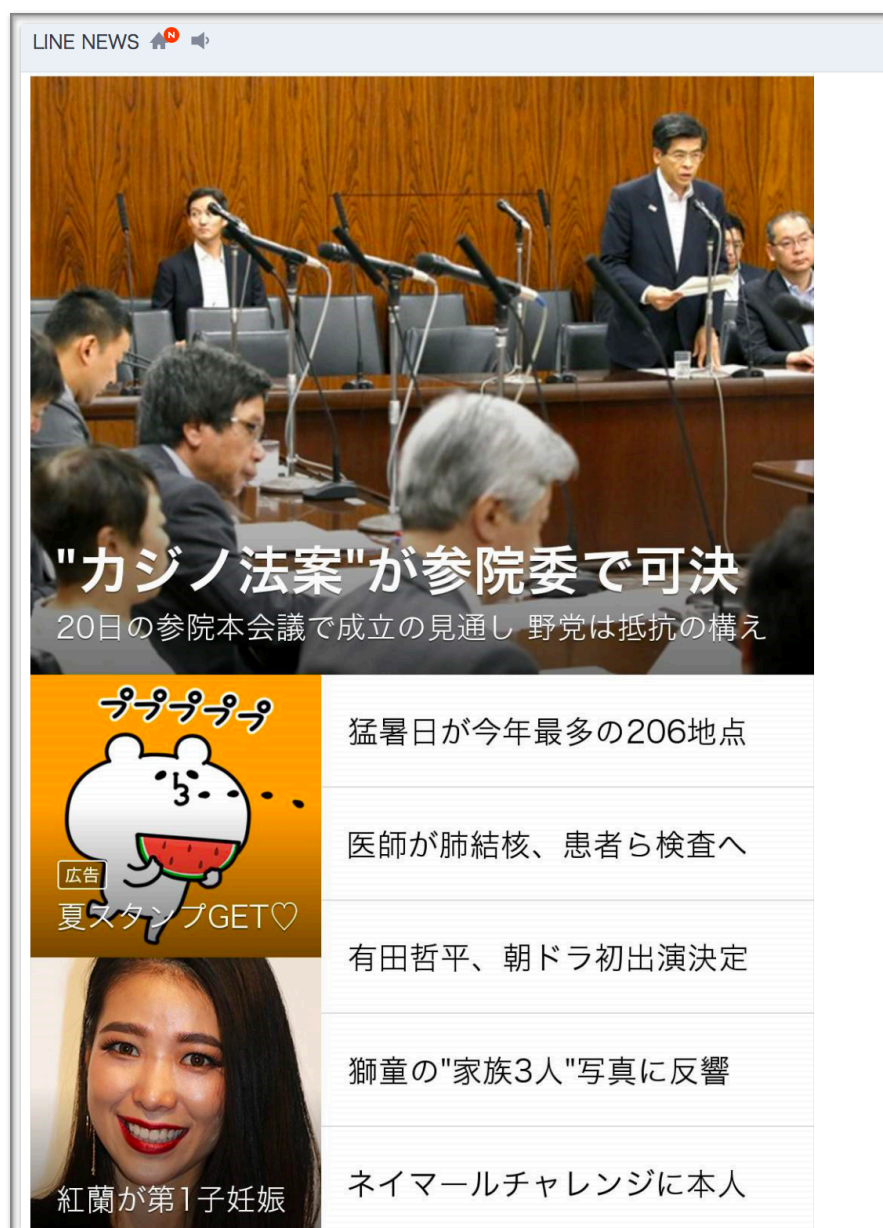 LINE NEWS
N
"カジノ法案"が参院委で可決
20日の参院本会議で成立の見通し 野党は抵抗の構え
ププププププ
広告
夏スタンプGET♡
紅蘭が第1子妊娠
猛暑日が今年最多の206地点
医師が肺結核、患者ら検査へ
有田哲平、朝ドラ初出演決定
獅童の"家族3人"写真に反響
ネイマールチャレンジに本人